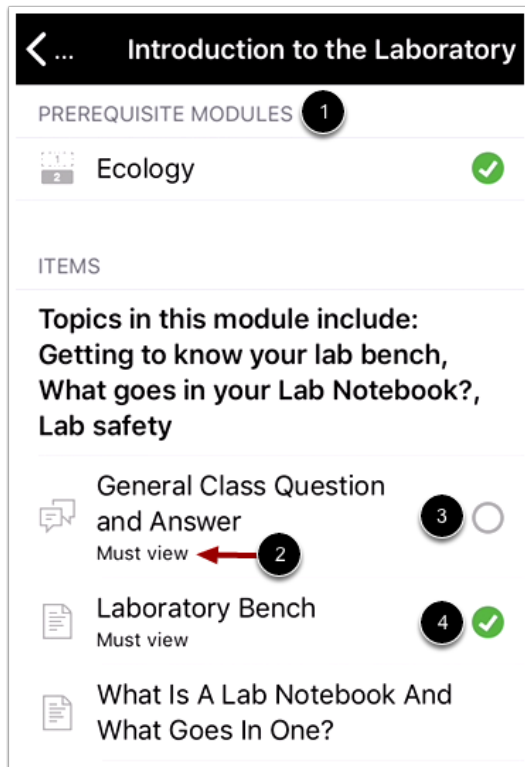 ... Introduction to the Laboratory
PREREQUISITE MODULES 1
1
2
Ecology
ITEMS
Topics in this module include:
Getting to know your lab bench,
What goes in your Lab Notebook?,
Lab safety
General Class Question
and Answer 3
Must view 2
Laboratory Bench 4
Must view
What Is A Lab Notebook And
What Goes In One?